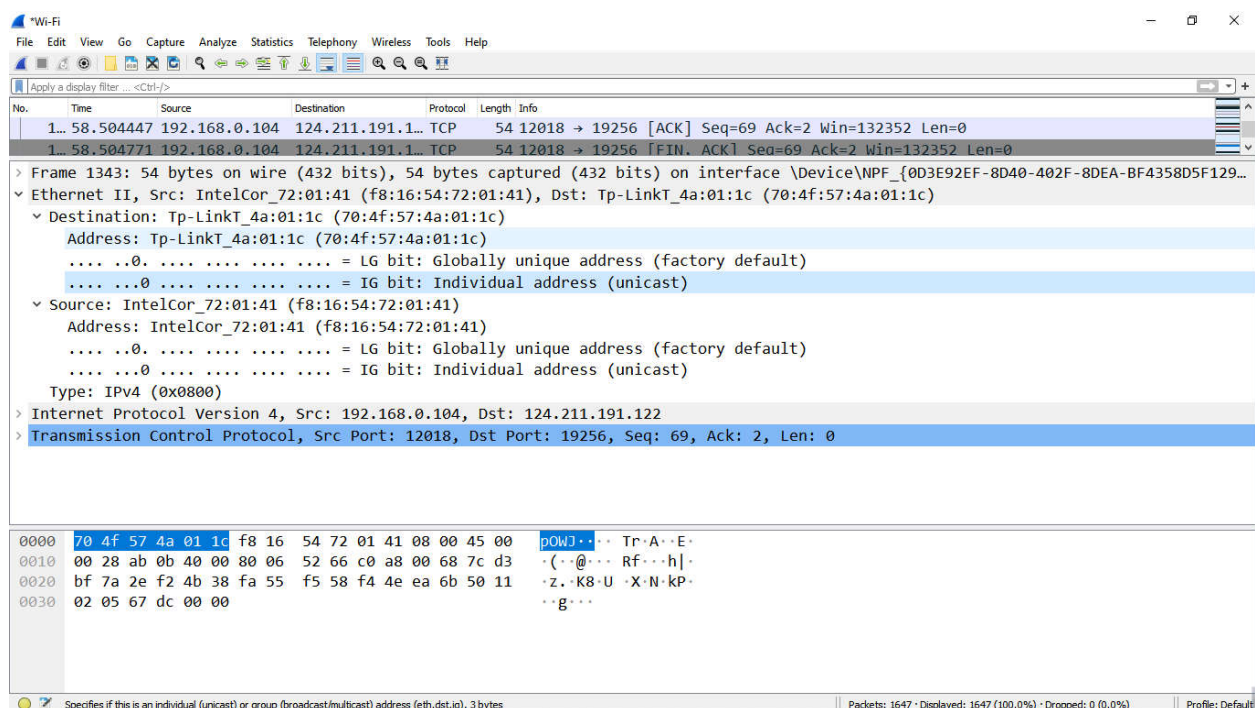 *Wi-Fi
File Edit View Go Capture Analyze Statistics Telephony Wireless Tools Help
Apply a display filter ... <Ctrl-/>
No. Time Source Destination Protocol Length Info
1… 58.504447 192.168.0.104 124.211.191.1… TCP 54 12018 → 19256 [ACK] Seq=69 Ack=2 Win=132352 Len=0
1… 58.504771 192.168.0.104 124.211.191.1… TCP 54 12018 → 19256 [FIN, ACK] Seq=69 Ack=2 Win=132352 Len=0
> Frame 1343: 54 bytes on wire (432 bits), 54 bytes captured (432 bits) on interface \Device\NPF_{0D3E92EF-8D40-402F-8DEA-BF4358D5F129…
Ethernet II, Src: IntelCor_72:01:41 (f8:16:54:72:01:41), Dst: Tp-LinkT_4a:01:1c (70:4f:57:4a:01:1c)
Destination: Tp-LinkT_4a:01:1c (70:4f:57:4a:01:1c)
Address: Tp-LinkT_4a:01:1c (70:4f:57:4a:01:1c)
.... ..0. .... .... .... .... = LG bit: Globally unique address (factory default)
.... ...0 .... .... .... .... = IG bit: Individual address (unicast)
Source: IntelCor_72:01:41 (f8:16:54:72:01:41)
Address: IntelCor_72:01:41 (f8:16:54:72:01:41)
.... ..0. .... .... .... .... = LG bit: Globally unique address (factory default)
.... ...0 .... .... .... .... = IG bit: Individual address (unicast)
Type: IPv4 (0x0800)
> Internet Protocol Version 4, Src: 192.168.0.104, Dst: 124.211.191.122
> Transmission Control Protocol, Src Port: 12018, Dst Port: 19256, Seq: 69, Ack: 2, Len: 0
0000 70 4f 57 4a 01 1c f8 16 54 72 01 41 08 00 45 00 pOWJ···· Tr·A··E·
0010 00 28 ab 0b 40 00 80 06 52 66 c0 a8 00 68 7c d3 ·(··@··· Rf···h|·
0020 bf 7a 2e f2 4b 38 fa 55 f5 58 f4 4e ea 6b 50 11 ·z.·K8·U ·X·N·kP·
0030 02 05 67 dc 00 00 ··g···
Specifies if this is an individual (unicast) or group (broadcast/multicast) address (eth.dst.ig), 3 bytes Packets: 1647 · Displayed: 1647 (100.0%) · Dropped: 0 (0.0%) Profile: Default